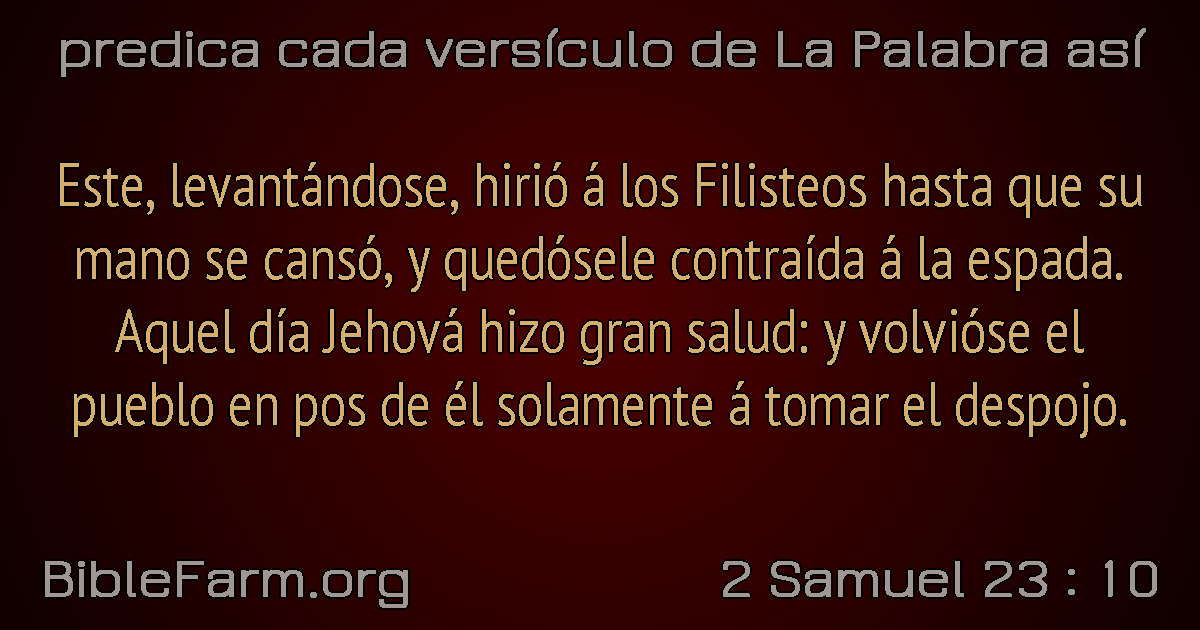 predica cada versículo de La Palabra así
Este, levantándose, hirió á los Filisteos hasta que su
mano se cansó, y quedósele contraída á la espada.
Aquel día Jehová hizo gran salud: y volvióse el
pueblo en pos de él solamente á tomar el despojo.
BibleFarm.org
2 Samuel 23 : 10